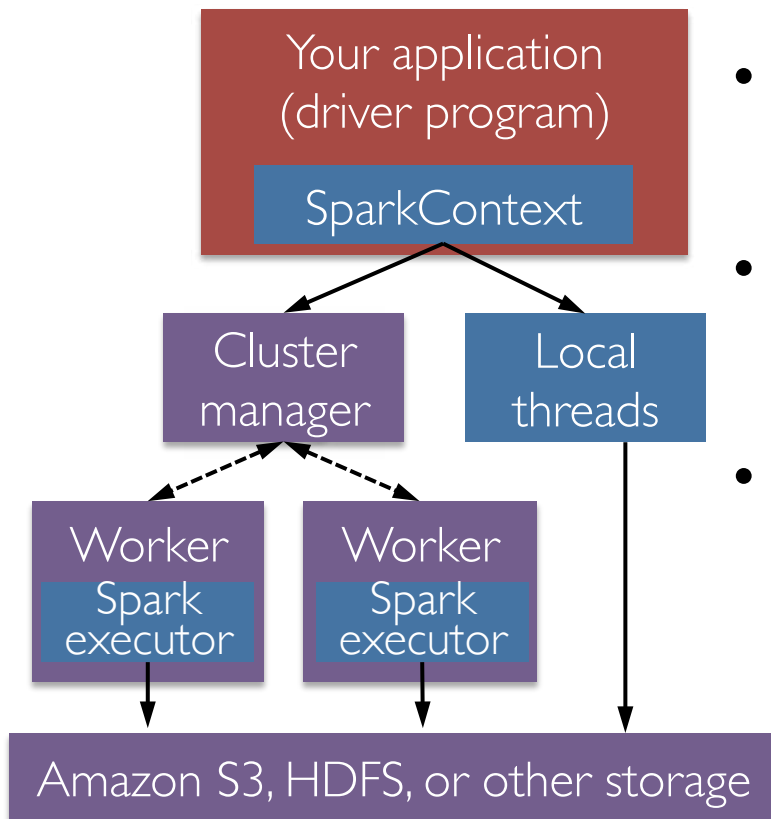 Your application
(driver program)
SparkContext
Cluster
manager
Local
threads
Worker
Spark
executor
Worker
Spark
executor
Amazon S3, HDFS, or other storage